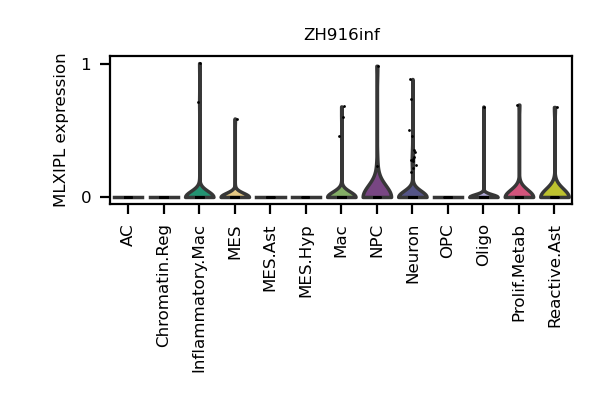 ZH916inf
MLXIPL expression
1
0
AC
Chromatin.Reg
Inflammatory.Mac
MES
MES.Ast
MES.Hyp
Mac
NPC
Neuron
OPC
Oligo
Prolif.Metab
Reactive.Ast